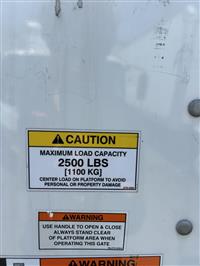 CAUTION
MAXIMUM LOAD CAPACITY
2500 LBS
[1100 KG]
CENTER LOAD ON PLATFORM TO AVOID
PERSONAL OR PROPERTY DAMAGE
WARNING
USE HANDLE TO OPEN & CLOSE
ALWAYS STAND CLEAR
OF PLATFORM AREA WHEN
OPERATING THIS GATE
WARNING